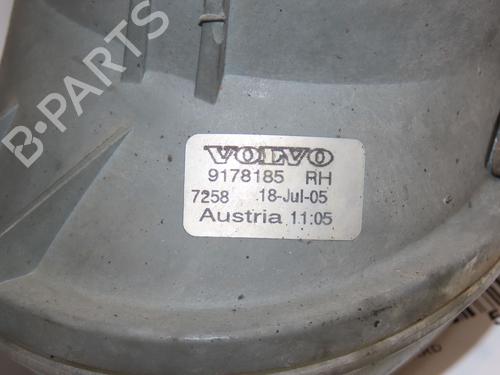 VOLVO
9178185 RH
7258 18-Jul-05
Austria 11:05
B-PARTS